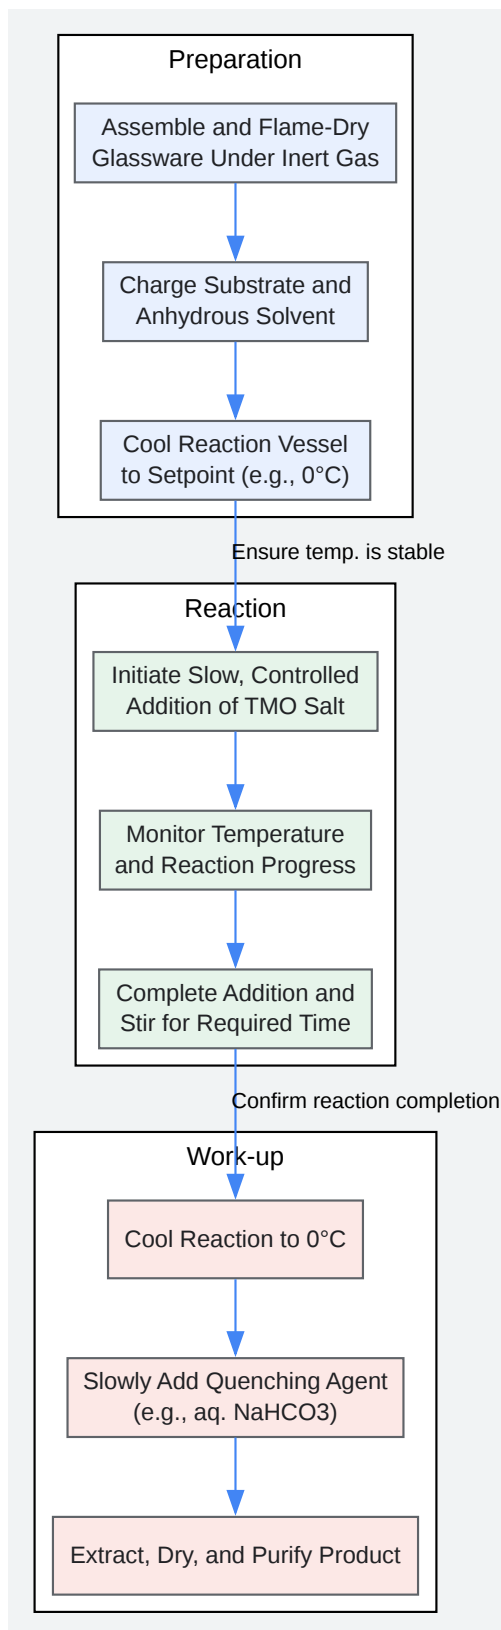 Preparation
Assemble and Flame-Dry
Glassware Under Inert Gas
Charge Substrate and
Anhydrous Solvent
Cool Reaction Vessel
to Setpoint (e.g., 0°C)
Ensure temp. is stable
Reaction
Initiate Slow, Controlled
Addition of TMO Salt
Monitor Temperature
and Reaction Progress
Complete Addition and
Stir for Required Time
Confirm reaction completion
Work-up
Cool Reaction to 0°C
Slowly Add Quenching Agent
(e.g., aq. NaHCO3)
Extract, Dry, and Purify Product